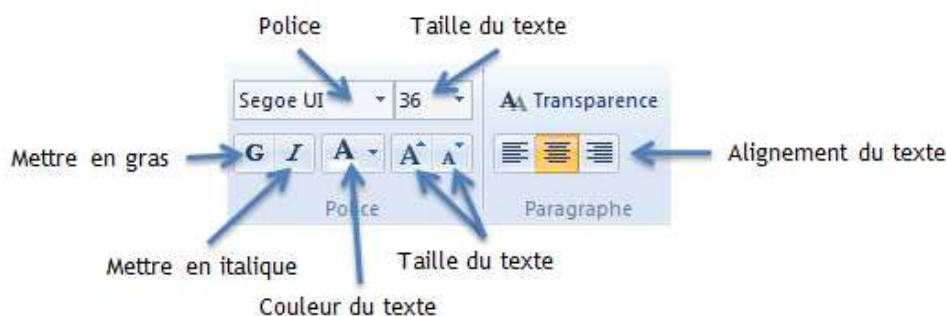 Police Taille du texte
Segoe UI 36 AA Transparence
Mettre en gras G I A A A Alignement du texte
Police Paragraphe
Mettre en italique Taille du texte
Couleur du texte